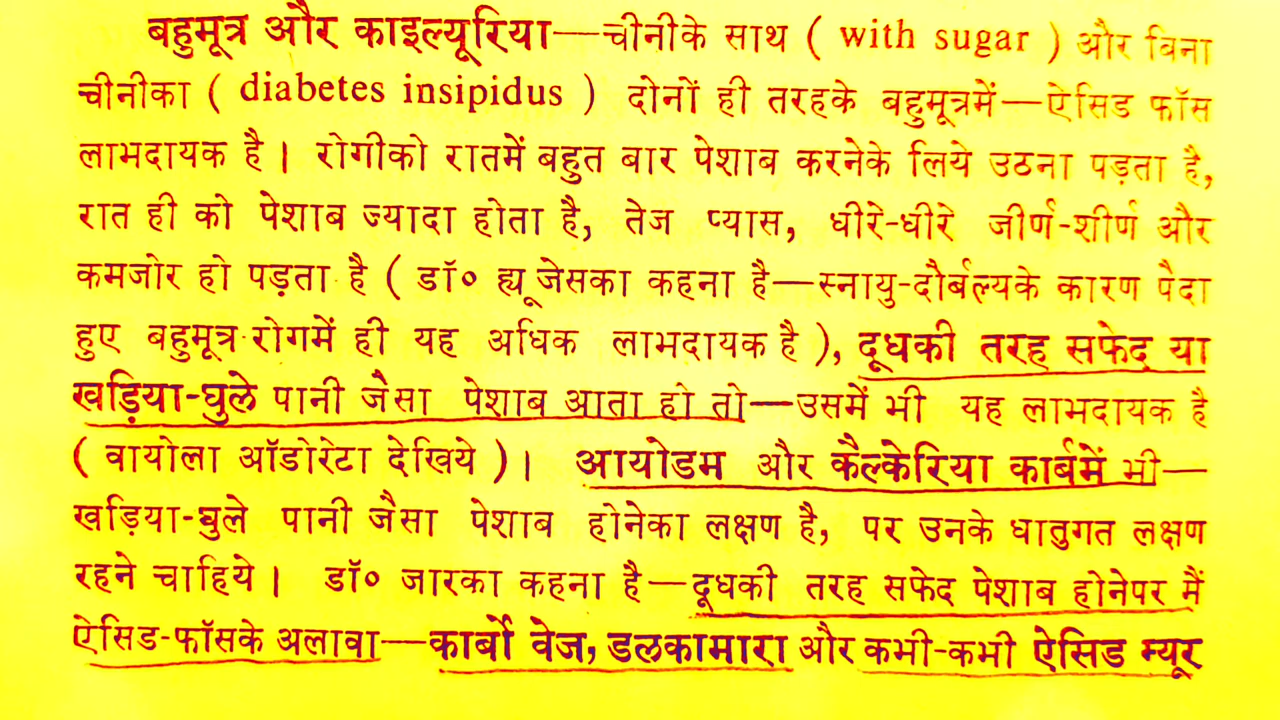 बहुमूत्र और काइल्यूरिया—चीनीके साथ ( with sugar ) और बिना
चीनीका ( diabetes insipidus ) दोनों ही तरहके बहुमूत्रमें—ऐसिड फॉस
लाभदायक है। रोगीको रातमें बहुत बार पेशाब करनेके लिये उठना पड़ता है,
रात ही को पेशाब ज्यादा होता है, तेज प्यास, धीरे-धीरे जीर्ण-शीर्ण और
कमजोर हो पड़ता है ( डॉ० ह्यूजेसका कहना है—स्नायु-दौर्बल्यके कारण पैदा
हुए बहुमूत्र रोगमें ही यह अधिक लाभदायक है ), दूधकी तरह सफेद या
खड़िया-घुले पानी जैसा पेशाब आता हो तो—उसमें भी यह लाभदायक है
( वायोला ऑडोरेटा देखिये )। आयोडम और कैल्केरिया कार्बमें भी—
खड़िया-घुले पानी जैसा पेशाब होनेका लक्षण है, पर उनके धातुगत लक्षण
रहने चाहिये। डॉ० जारका कहना है—दूधकी तरह सफेद पेशाब होनेपर मैं
ऐसिड-फॉसके अलावा—कार्बो वेज, डलकामारा और कभी-कभी ऐसिड म्यूर